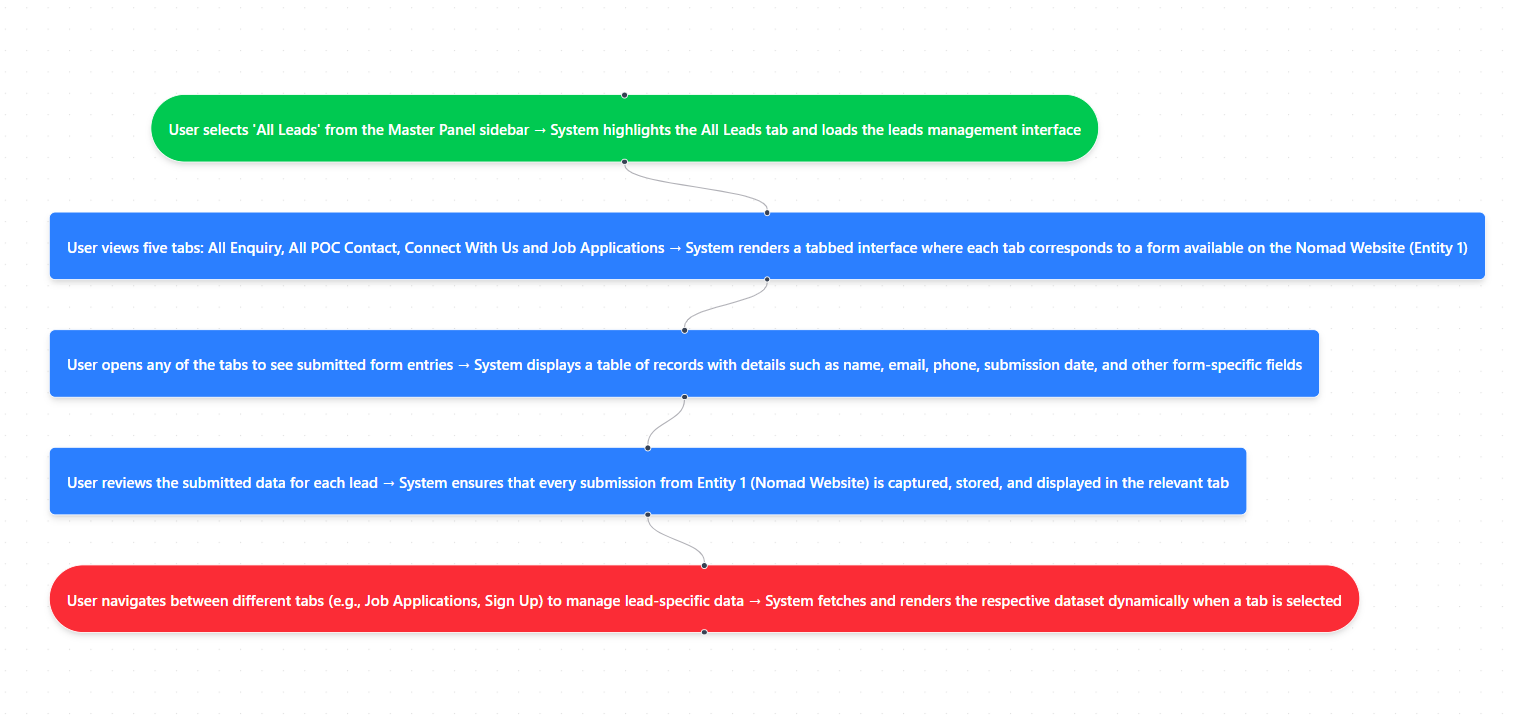 User selects 'All Leads' from the Master Panel sidebar → System highlights the All Leads tab and loads the leads management interface
User views five tabs: All Enquiry, All POC Contact, Connect With Us and Job Applications → System renders a tabbed interface where each tab corresponds to a form available on the Nomad Website (Entity 1)
User opens any of the tabs to see submitted form entries → System displays a table of records with details such as name, email, phone, submission date, and other form-specific fields
User reviews the submitted data for each lead → System ensures that every submission from Entity 1 (Nomad Website) is captured, stored, and displayed in the relevant tab
User navigates between different tabs (e.g., Job Applications, Sign Up) to manage lead-specific data → System fetches and renders the respective dataset dynamically when a tab is selected